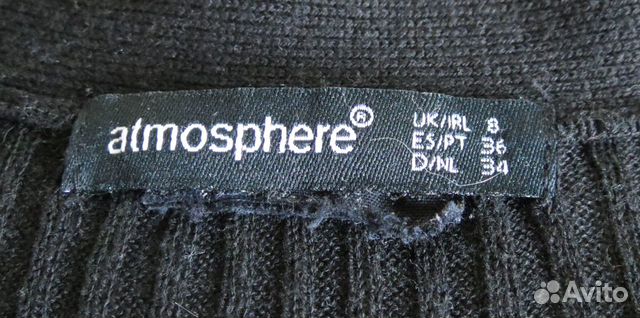 atmosphere®
UK/IRL 8
ES/PT 36
D/NL 34
Avito